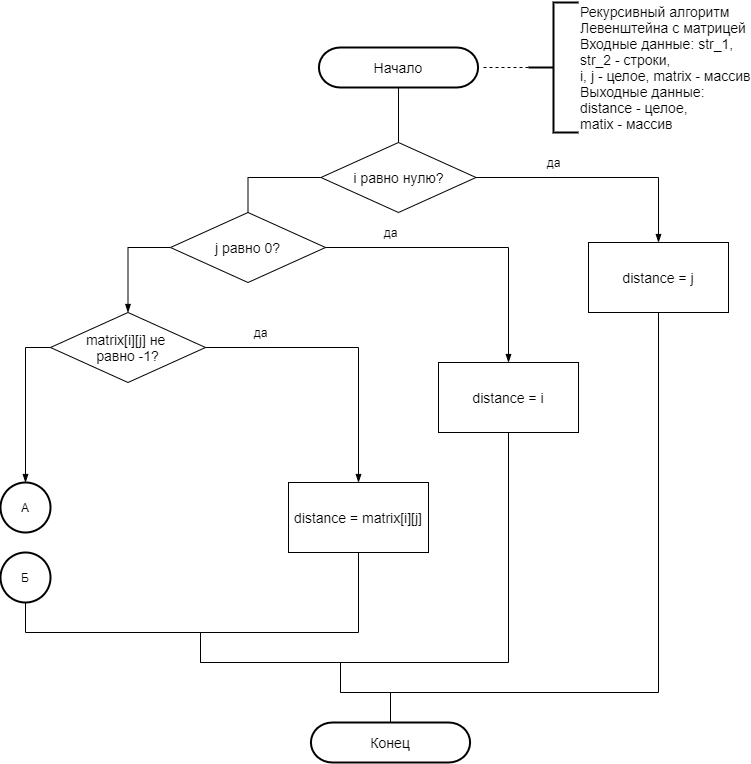 Рекурсивный алгоритм
Левенштейна с матрицей
Входные данные: str_1,
str_2 - строки,
i, j - целое, matrix - массив
Выходные данные:
distance - целое,
matix - массив
Начало
i равно нулю?
да
j равно 0?
да
distance = j
matrix[i][j] не
равно -1?
да
distance = i
А
distance = matrix[i][j]
Б
Конец